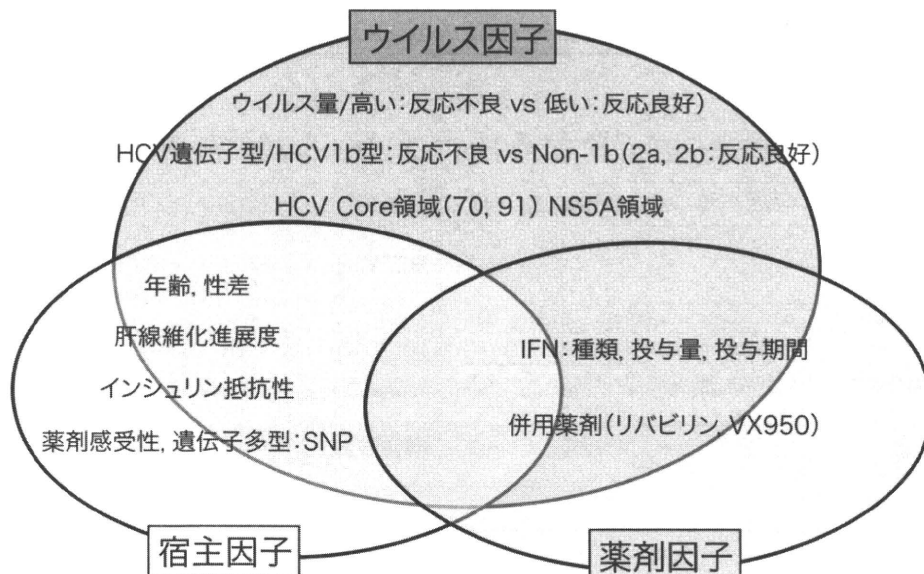 ウイルス因子
ウイルス量/高い:反応不良 vs 低い:反応良好)
HCV遺伝子型/HCV1b型:反応不良 vs Non-1b(2a, 2b:反応良好)
HCV Core領域(70, 91) NS5A領域
年齢, 性差
肝線維化進展度
インシュリン抵抗性
薬剤感受性, 遺伝子多型:SNP
IFN:種類, 投与量, 投与期間
併用薬剤(リバビリン, VX950)
宿主因子
薬剤因子